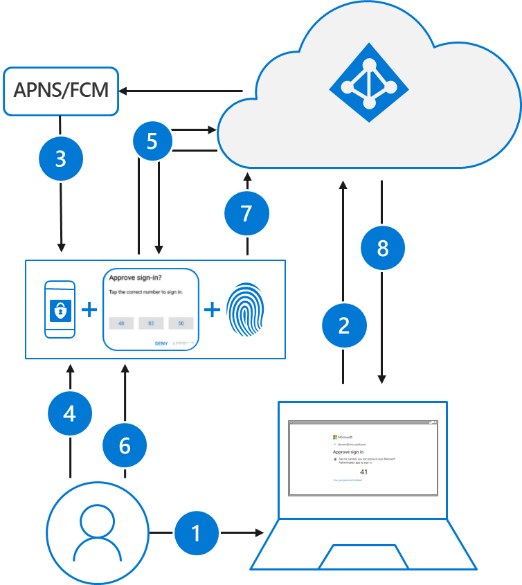 APNS/FCM
5
3
7
8
Approve sign-in?
Tap the correct number to sign in.
2
4
6
Microsoft
Approve sign in
41
1